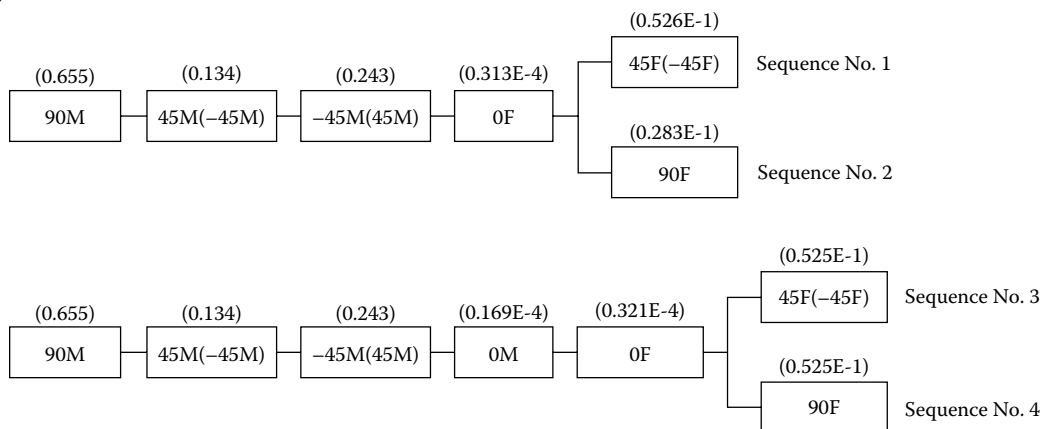 (0.526E-1)
45F(–45F) Sequence No. 1
(0.655) (0.134) (0.243) (0.313E-4)
90M 45M(–45M) –45M(45M) 0F
(0.283E-1)
90F Sequence No. 2
(0.525E-1)
45F(–45F) Sequence No. 3
(0.655) (0.134) (0.243) (0.169E-4) (0.321E-4)
90M 45M(–45M) –45M(45M) 0M 0F
(0.525E-1)
90F Sequence No. 4